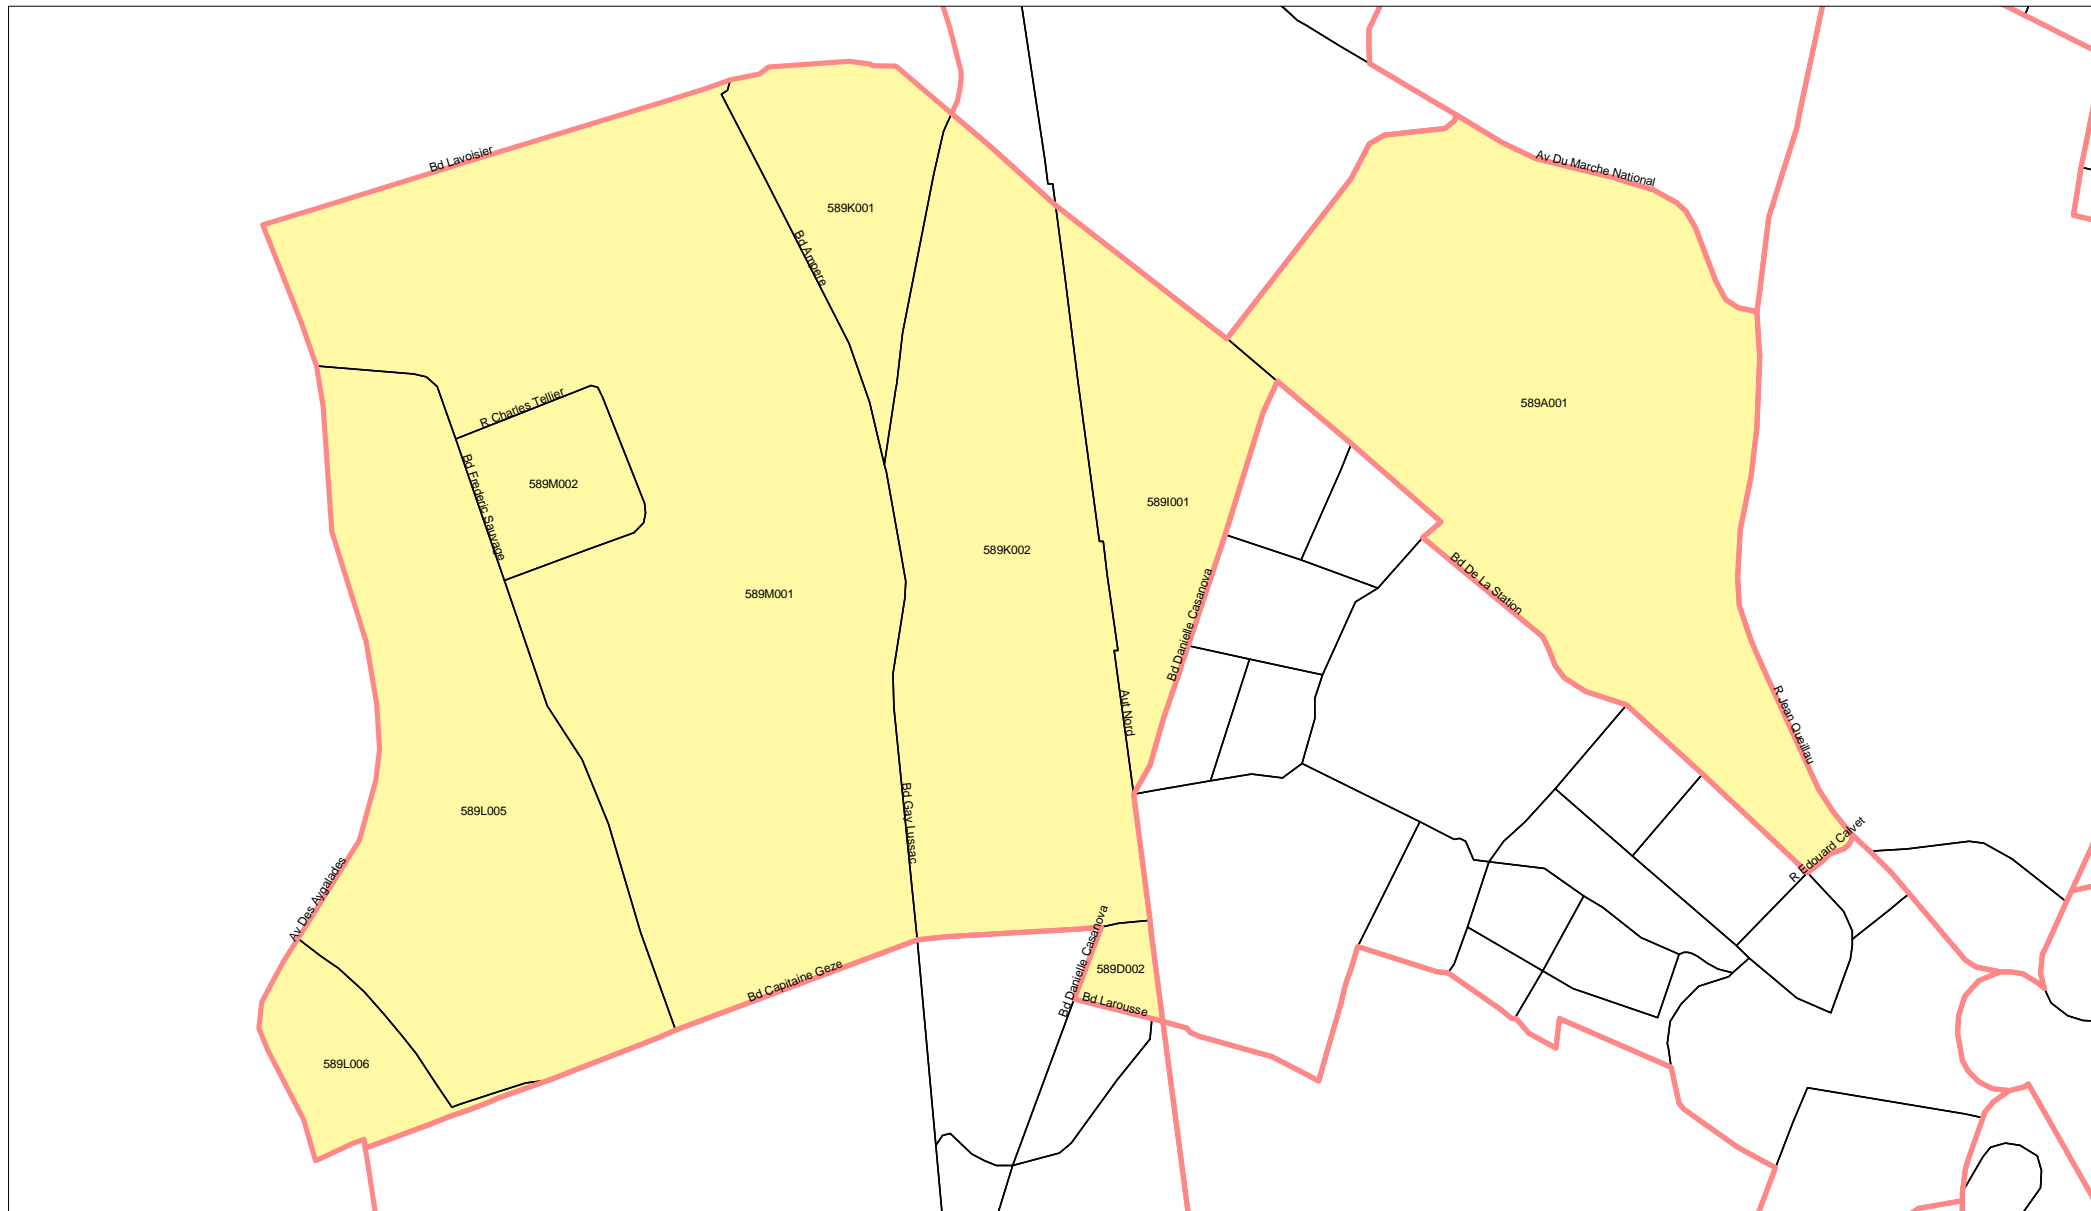 Bd Lavoisier
Av Du Marche National
589K001
Bd Ampere
R Charles Tellier
589A001
Bd Frederic Sauvage
589M002
589I001
589K002
Bd De La Station
589M001
Bd Danielle Casanova
Aut Nord
R Jean Queillau
589L005
Bd Gay Lussac
R Edouard Calvet
Av Des Aygalades
Bd Danielle Casanova
589D002
Bd Capitaine Geze
Bd Larousse
589L006